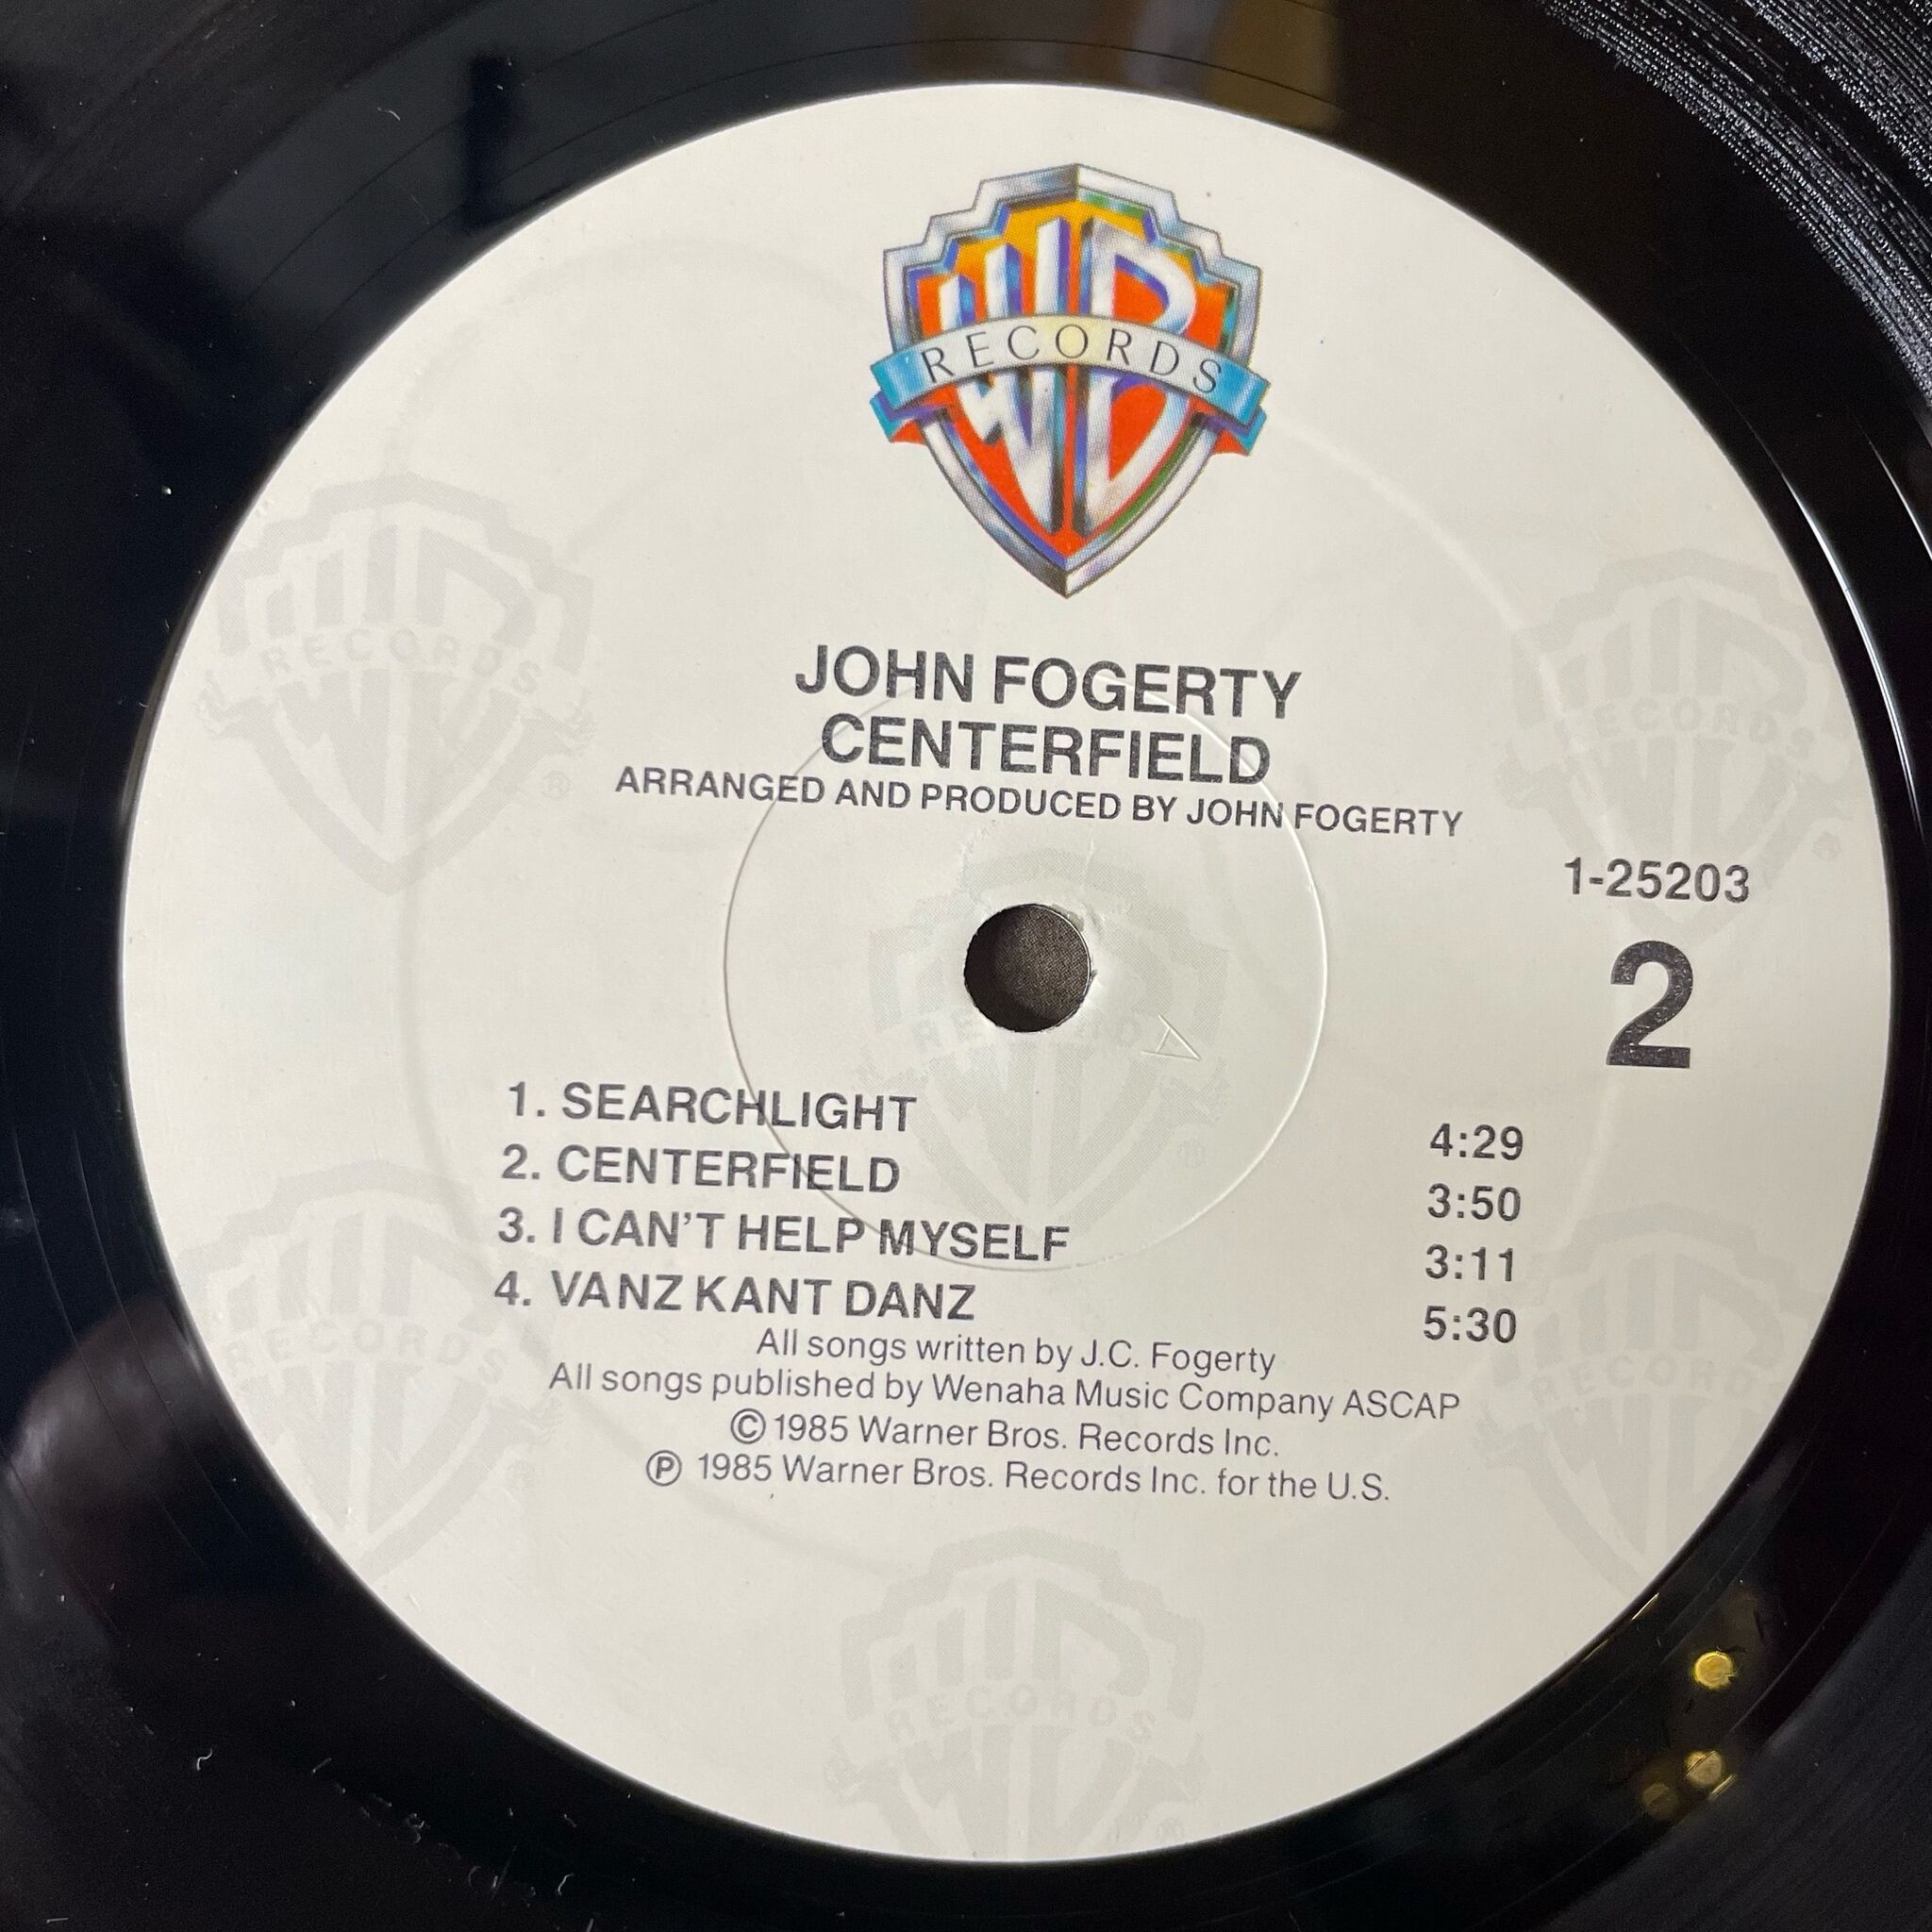 WB
RECORDS
JOHN FOGERTY
CENTERFIELD
ARRANGED AND PRODUCED BY JOHN FOGERTY
1-25203
2
1. SEARCHLIGHT 4:29
2. CENTERFIELD 3:50
3. I CAN'T HELP MYSELF 3:11
4. VANZ KANT DANZ 5:30
All songs written by J.C. Fogerty
All songs published by Wenaha Music Company ASCAP
© 1985 Warner Bros. Records Inc.
℗ 1985 Warner Bros. Records Inc. for the U.S.